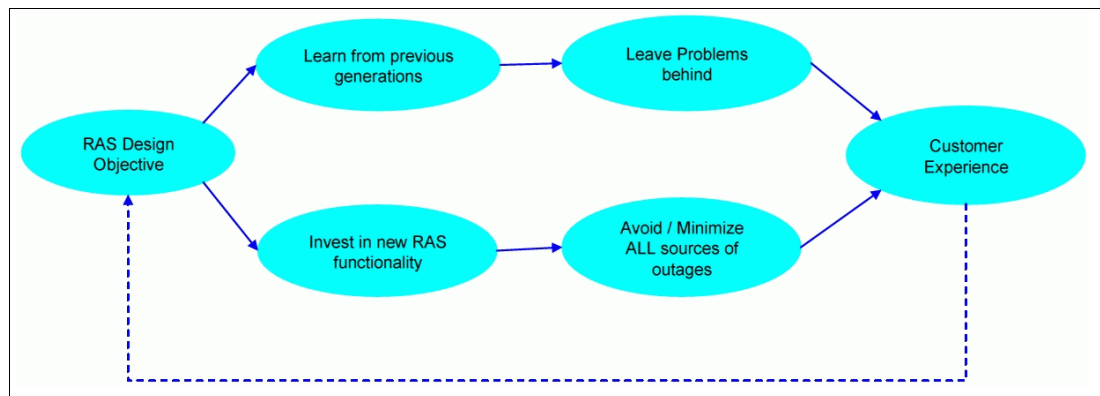 Learn from previous
generations
Leave Problems
behind
RAS Design
Objective
Customer
Experience
Invest in new RAS
functionality
Avoid / Minimize
ALL sources of
outages